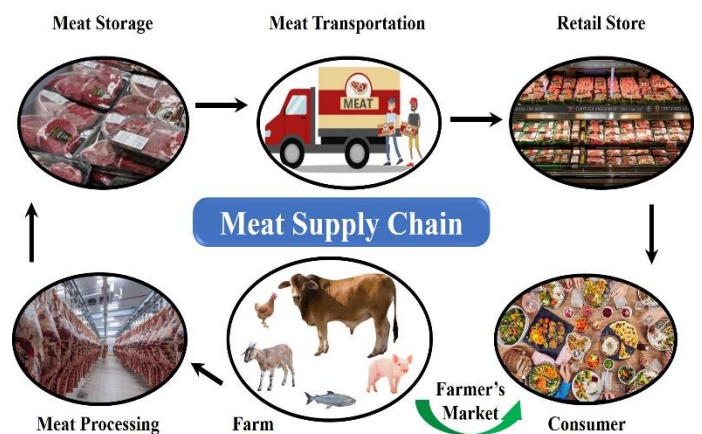 Meat Storage
Meat Transportation
Retail Store
MEAT
Meat Supply Chain
Meat Processing
Farm
Farmer's
Market
Consumer